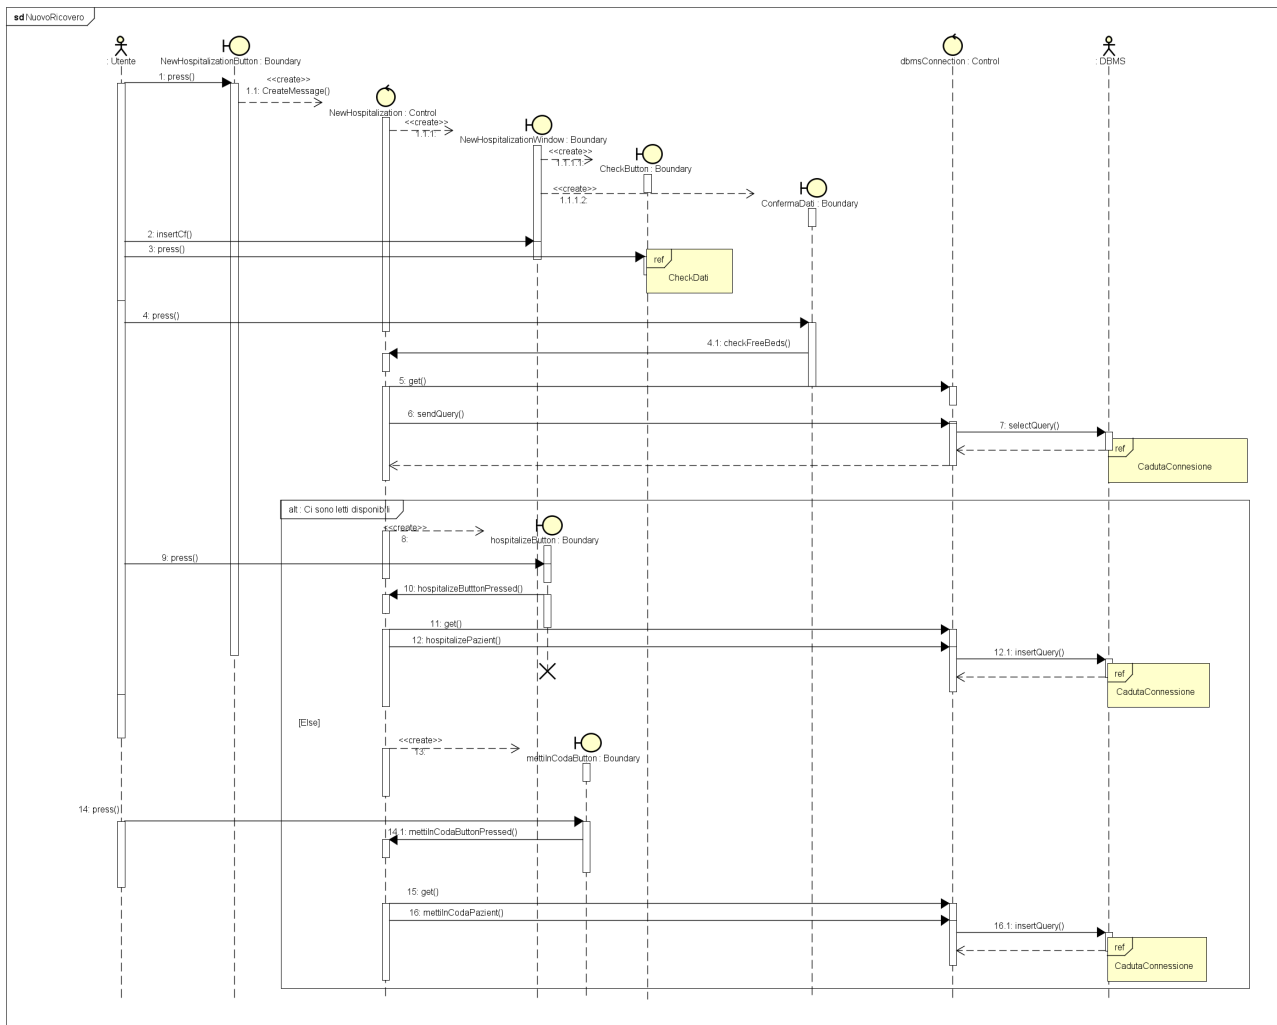 sd NuovoRicovero
: Utente
NewHospitalizationButton : Boundary
dbmsConnection : Control
: DBMS
1: press()
<<create>>
1.1: CreateMessage()
NewHospitalization : Control
<<create>>
1.1.1:
NewHospitalizationWindow : Boundary
<<create>>
1.1.1.1:
CheckButton : Boundary
<<create>>
1.1.1.2:
ConfermaDati : Boundary
2: insertCf()
3: press()
ref
CheckDati
4: press()
4.1: checkFreeBeds()
5: get()
6: sendQuery()
7: selectQuery()
ref
CadutaConnesione
alt : Ci sono letti disponibili
<<create>>
8:
hospitalizeButton : Boundary
9: press()
10: hospitalizeButttonPressed()
11: get()
12: hospitalizePazient()
12.1: insertQuery()
ref
CadutaConnessione
[Else]
<<create>>
13:
mettiInCodaButton : Boundary
14: press()
14.1: mettiInCodaButtonPressed()
15: get()
16: mettiInCodaPazient()
16.1: insertQuery()
ref
CadutaConnessione